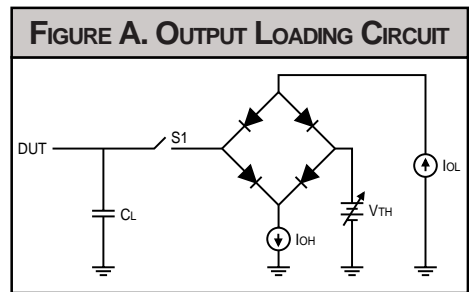 FIGURE A. OUTPUT LOADING CIRCUIT
DUT
S1
CL
IOH
VTH
IOL